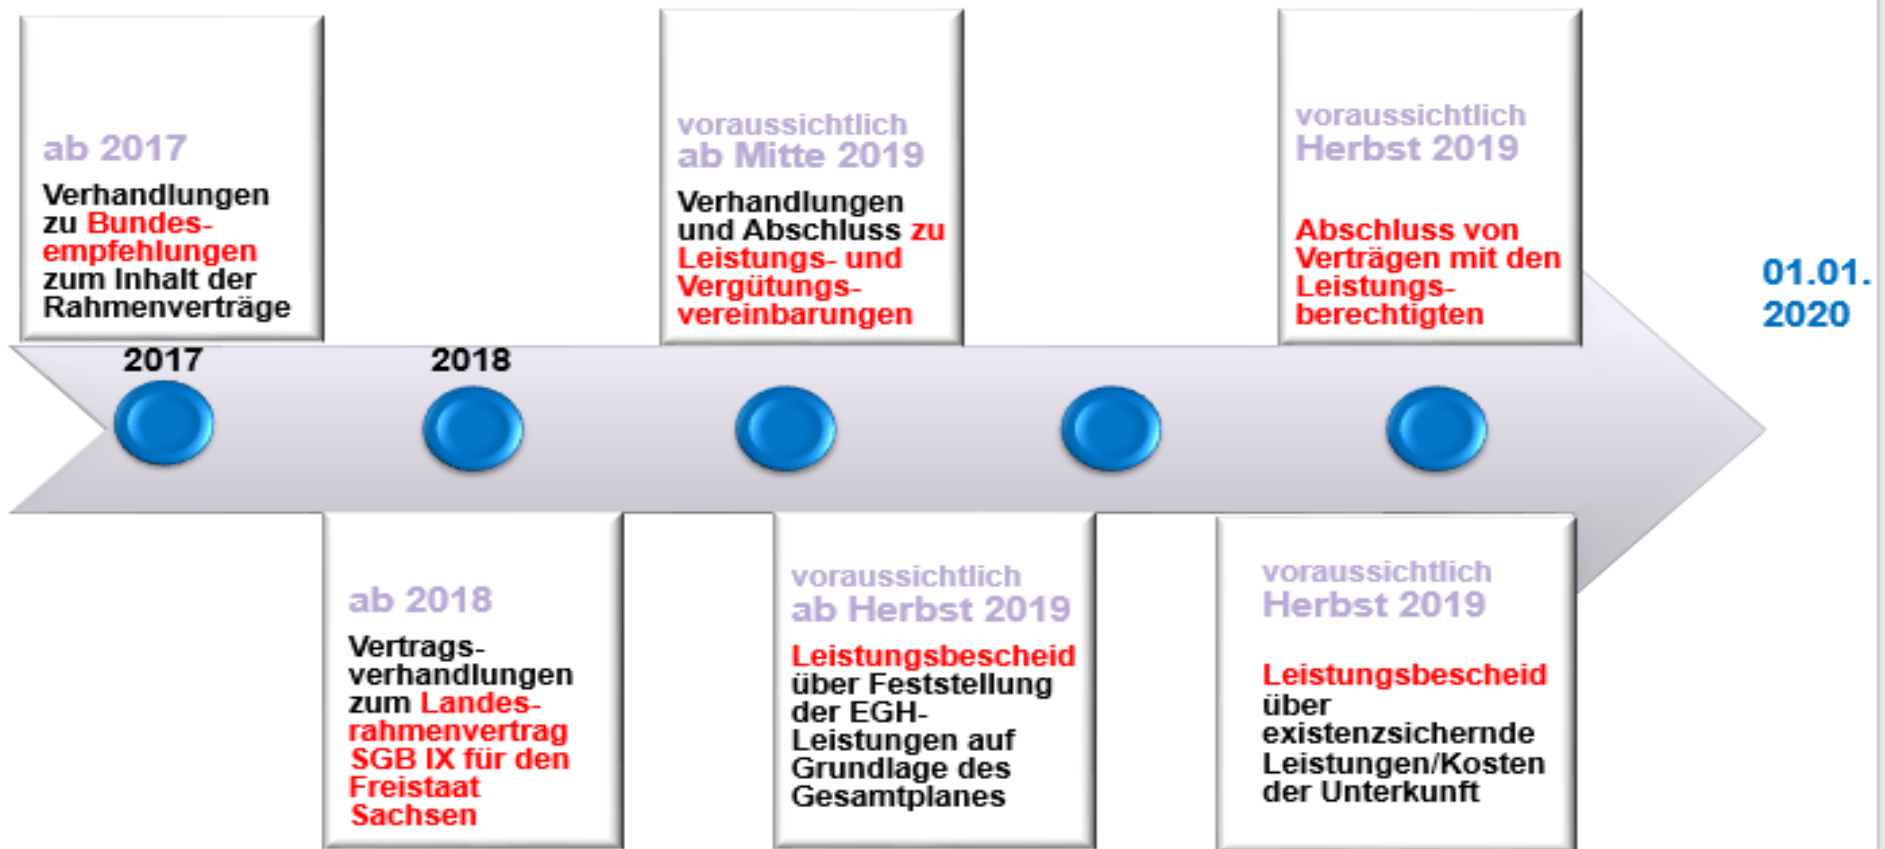 ab 2017
Verhandlungen
zu Bundes-
empfehlungen
zum Inhalt der
Rahmenverträge
voraussichtlich
ab Mitte 2019
Verhandlungen
und Abschluss zu
Leistungs- und
Vergütungs-
vereinbarungen
voraussichtlich
Herbst 2019
Abschluss von
Verträgen mit den
Leistungs-
berechtigten
01.01.
2020
2017
2018
ab 2018
Vertrags-
verhandlungen
zum Landes-
rahmenvertrag
SGB IX für den
Freistaat
Sachsen
voraussichtlich
ab Herbst 2019
Leistungsbescheid
über Feststellung
der EGH-
Leistungen auf
Grundlage des
Gesamtplanes
voraussichtlich
Herbst 2019
Leistungsbescheid
über
existenzsichernde
Leistungen/Kosten
der Unterkunft